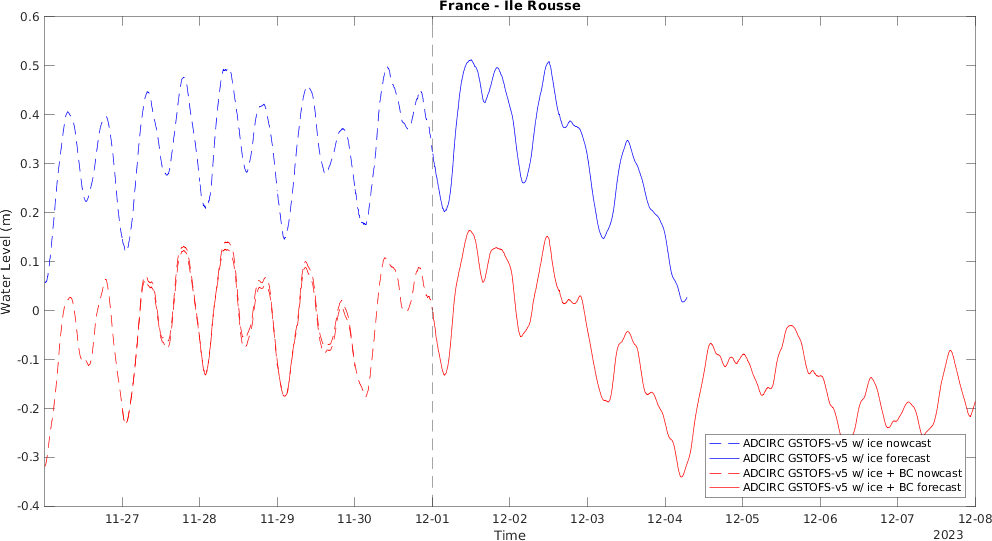 France - Ile Rousse
0.6
0.5
0.4
0.3
0.2
0.1
0
-0.1
-0.2
-0.3
-0.4
Water Level (m)
ADCIRC GSTOFS-v5 w/ ice nowcast
ADCIRC GSTOFS-v5 w/ ice forecast
ADCIRC GSTOFS-v5 w/ ice + BC nowcast
ADCIRC GSTOFS-v5 w/ ice + BC forecast
11-27 11-28 11-29 11-30 12-01 12-02 12-03 12-04 12-05 12-06 12-07 12-08
Time
2023